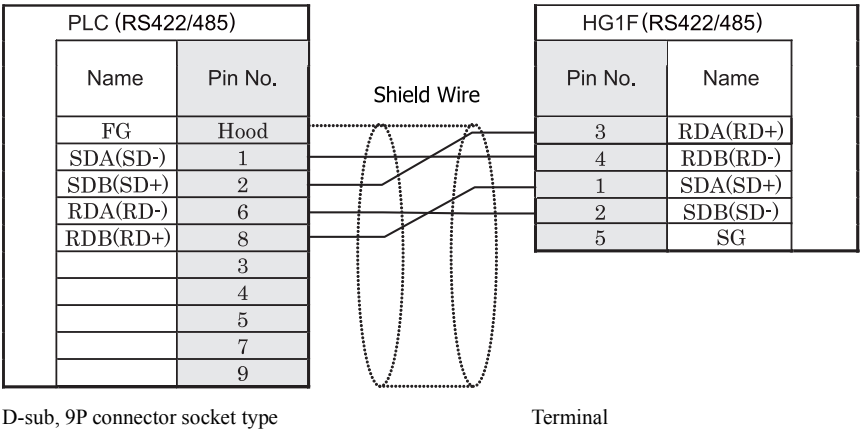 PLC (RS422/485)
Name Pin No.
FG Hood
SDA(SD-) 1
SDB(SD+) 2
RDA(RD-) 6
RDB(RD+) 8
3
4
5
7
9
Shield Wire
HG1F(RS422/485)
Pin No. Name
3 RDA(RD+)
4 RDB(RD-)
1 SDA(SD+)
2 SDB(SD-)
5 SG
D-sub, 9P connector socket type
Terminal